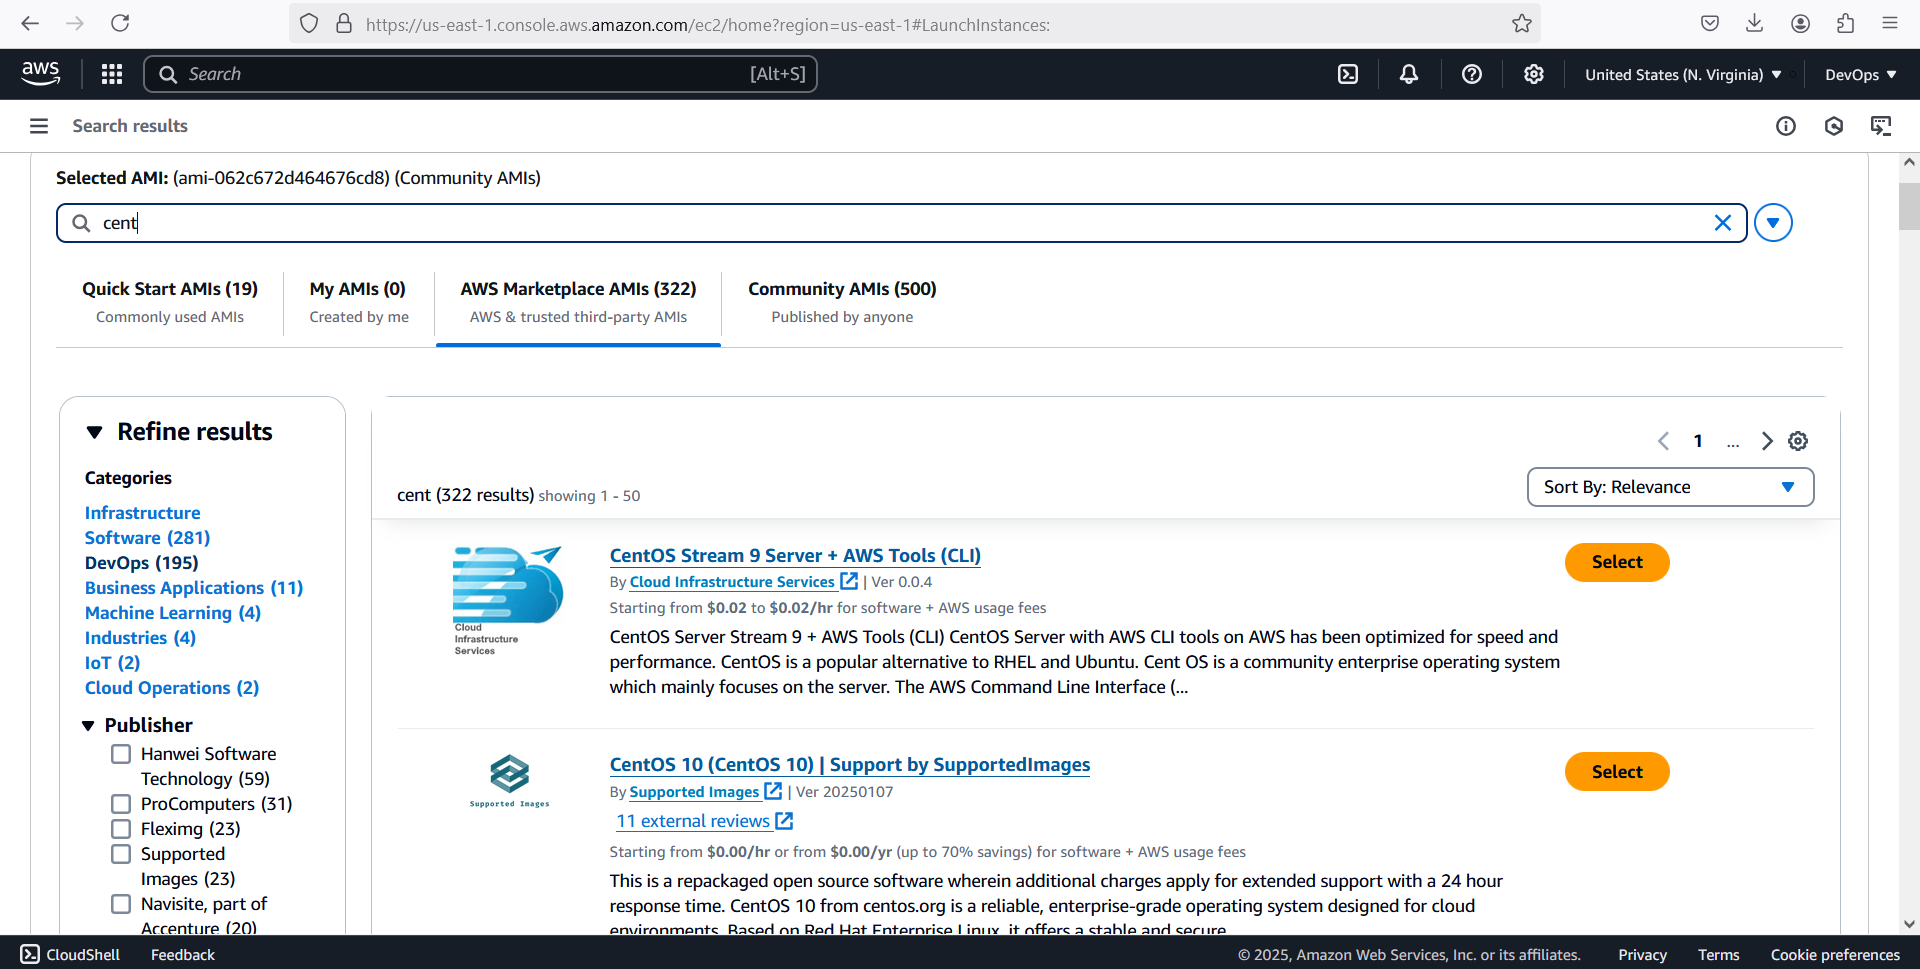 https://us-east-1.console.aws.amazon.com/ec2/home?region=us-east-1#LaunchInstances:
aws
Search
[Alt+S]
United States (N. Virginia)
DevOps
Search results
Selected AMI: (ami-062c672d464676cd8) (Community AMIs)
cent
Quick Start AMIs (19)
Commonly used AMIs
My AMIs (0)
Created by me
AWS Marketplace AMIs (322)
AWS & trusted third-party AMIs
Community AMIs (500)
Published by anyone
Refine results
Categories
Infrastructure
Software (281)
DevOps (195)
Business Applications (11)
Machine Learning (4)
Industries (4)
IoT (2)
Cloud Operations (2)
Publisher
Hanwei Software
Technology (59)
ProComputers (31)
Fleximg (23)
Supported
Images (23)
Navisite, part of
Accenture (20)
1 ...
cent (322 results) showing 1 - 50
Sort By: Relevance
Cloud
Infrastructure
Services
CentOS Stream 9 Server + AWS Tools (CLI)
By Cloud Infrastructure Services | Ver 0.0.4
Starting from $0.02 to $0.02/hr for software + AWS usage fees
CentOS Server Stream 9 + AWS Tools (CLI) CentOS Server with AWS CLI tools on AWS has been optimized for speed and
performance. CentOS is a popular alternative to RHEL and Ubuntu. Cent OS is a community enterprise operating system
which mainly focuses on the server. The AWS Command Line Interface (...
Select
Supported Images
CentOS 10 (CentOS 10) | Support by SupportedImages
By Supported Images | Ver 20250107
11 external reviews
Starting from $0.00/hr or from $0.00/yr (up to 70% savings) for software + AWS usage fees
This is a repackaged open source software wherein additional charges apply for extended support with a 24 hour
response time. CentOS 10 from centos.org is a reliable, enterprise-grade operating system designed for cloud
environments. Based on Red Hat Enterprise Linux, it offers a stable and secure
Select
CloudShell
Feedback
© 2025, Amazon Web Services, Inc. or its affiliates.
Privacy
Terms
Cookie preferences